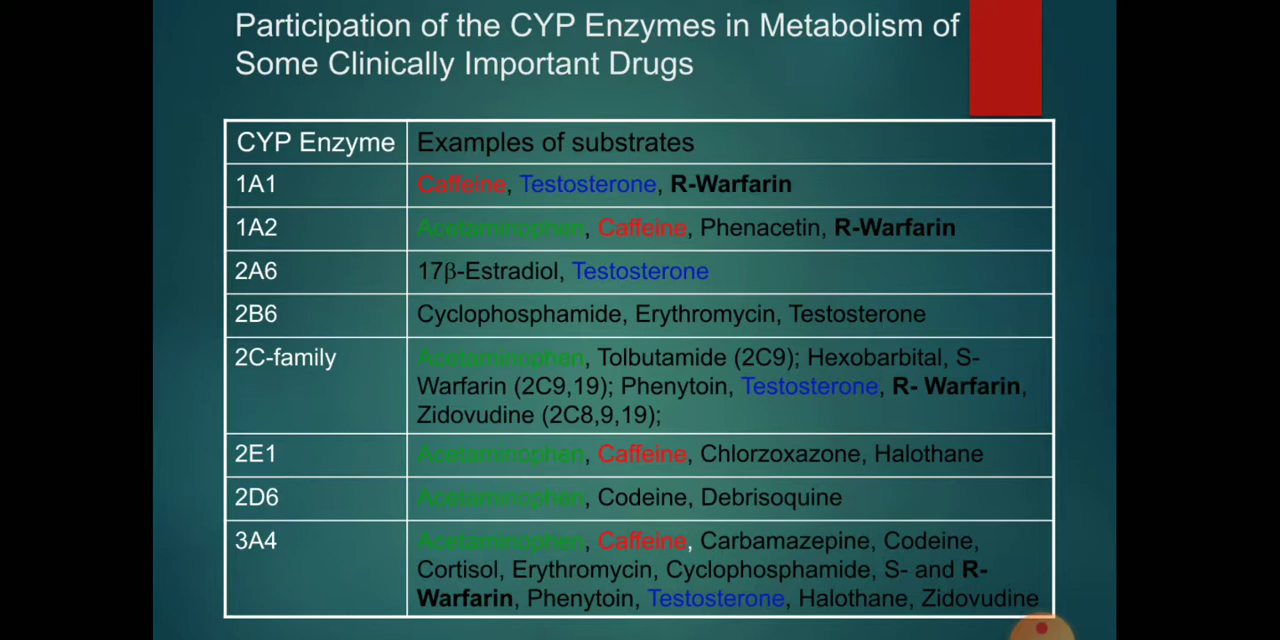 Participation of the CYP Enzymes in Metabolism of
Some Clinically Important Drugs
CYP Enzyme Examples of substrates
1A1 Caffeine, Testosterone, R-Warfarin
1A2 Acetaminophen, Caffeine, Phenacetin, R-Warfarin
2A6 17β-Estradiol, Testosterone
2B6 Cyclophosphamide, Erythromycin, Testosterone
2C-family Acetaminophen, Tolbutamide (2C9); Hexobarbital, S-
Warfarin (2C9,19); Phenytoin, Testosterone, R- Warfarin,
Zidovudine (2C8,9,19);
2E1 Acetaminophen, Caffeine, Chlorzoxazone, Halothane
2D6 Acetaminophen, Codeine, Debrisoquine
3A4 Acetaminophen, Caffeine, Carbamazepine, Codeine,
Cortisol, Erythromycin, Cyclophosphamide, S- and R-
Warfarin, Phenytoin, Testosterone, Halothane, Zidovudine